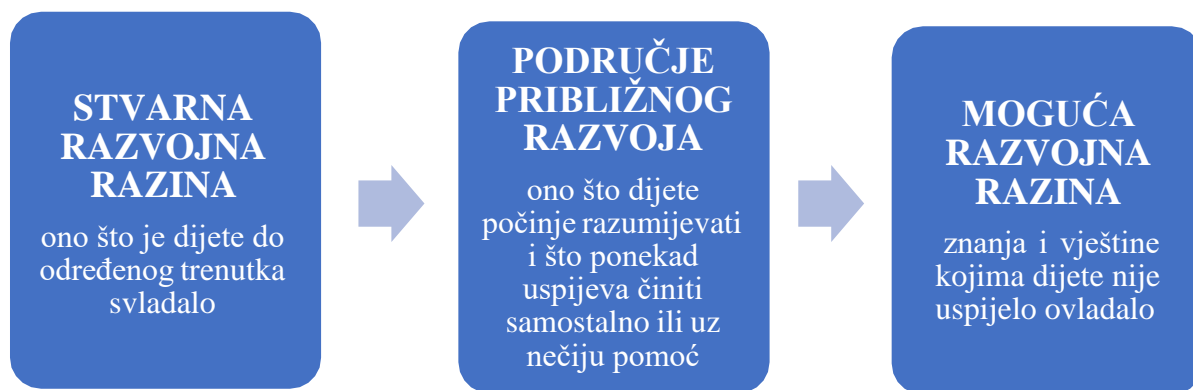 STVARNA
RAZVOJNA
RAZINA
ono što je dijete do
određenog trenutka
svladalo
PODRUČJE
PRIBLIŽNOG
RAZVOJA
ono što dijete
počinje razumijevati
i što ponekad
uspijeva činiti
samostalno ili uz
nečiju pomoć
MOGUĆA
RAZVOJNA
RAZINA
znanja i vještine
kojima dijete nije
uspijelo ovladalo